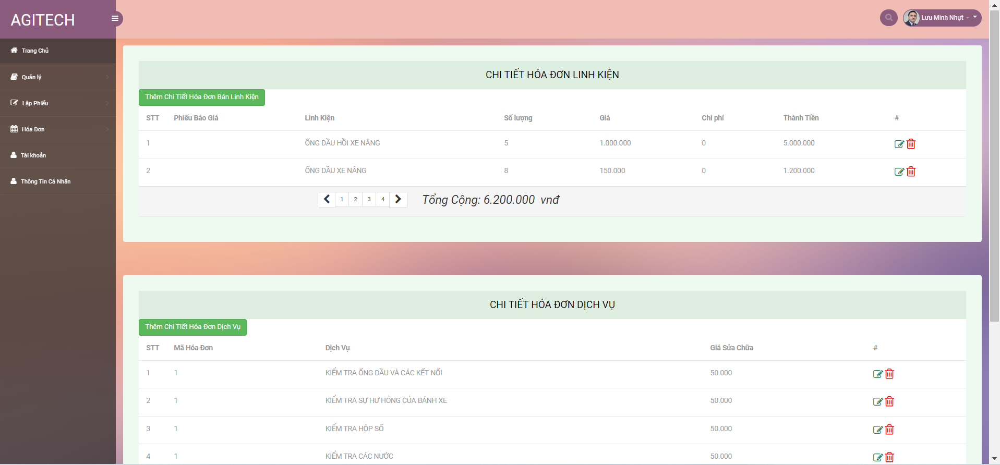 AGITECH
Lưu Minh Nhựt
Trang Chủ
Quản lý
Lập Phiếu
Hóa Đơn
Tài khoản
Thông Tin Cá Nhân
CHI TIẾT HÓA ĐƠN LINH KIỆN
Thêm Chi Tiết Hóa Đơn Bán Linh Kiện
STT Phiếu Báo Giá Linh Kiện Số lượng Giá Chi phí Thành Tiền #
1 ỐNG DẦU HỒI XE NÂNG 5 1.000.000 0 5.000.000
2 ỐNG DẦU XE NÂNG 8 150.000 0 1.200.000
1 2 3 4 Tổng Cộng: 6.200.000 vnđ
CHI TIẾT HÓA ĐƠN DỊCH VỤ
Thêm Chi Tiết Hóa Đơn Dịch Vụ
STT Mã Hóa Đơn Dịch Vụ Giá Sửa Chữa #
1 1 KIỂM TRA ỐNG DẦU VÀ CÁC KẾT NỐI 50.000
2 1 KIỂM TRA SỰ HƯ HỎNG CỦA BÁNH XE 50.000
3 1 KIỂM TRA HỘP SỐ 50.000
4 1 KIỂM TRA CÁC NƯỚC 50.000